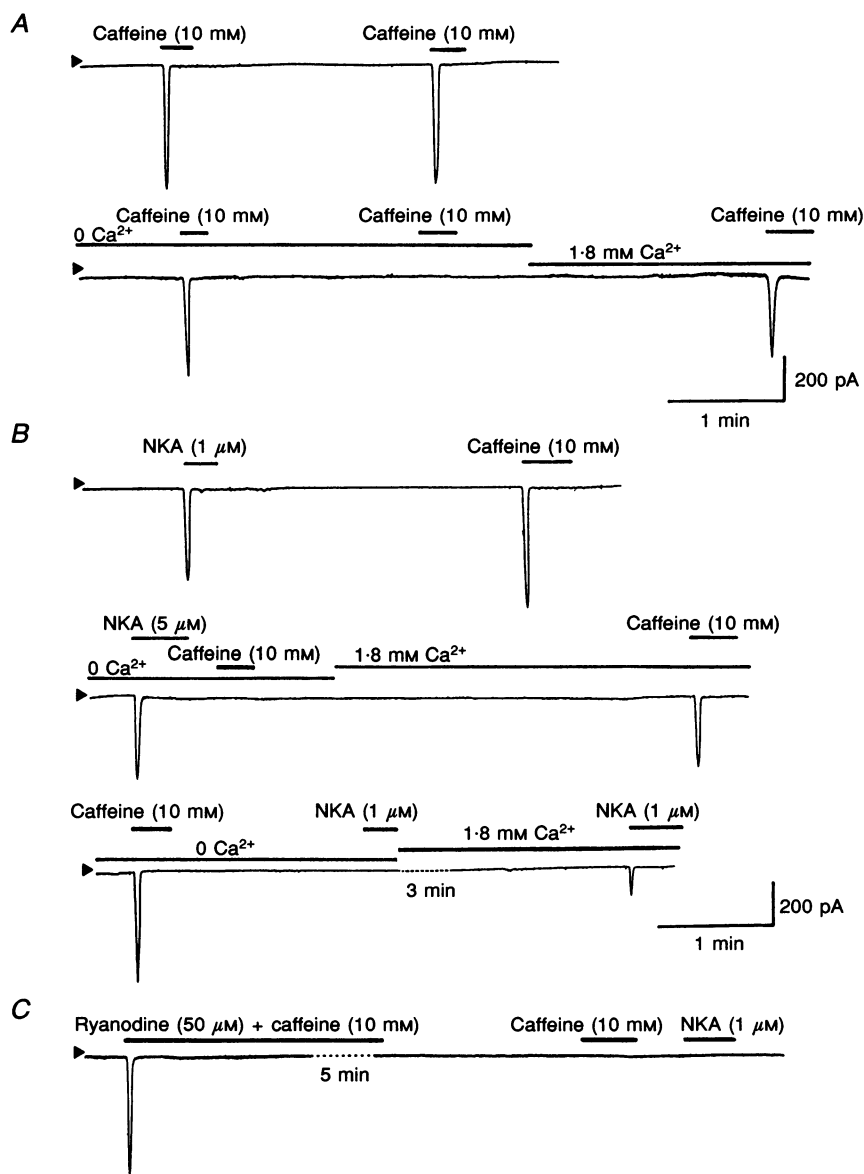 A
Caffeine (10 mM) Caffeine (10 mM)
Caffeine (10 mM) Caffeine (10 mM) Caffeine (10 mM)
0 Ca²⁺
1·8 mM Ca²⁺
200 pA
1 min
B
NKA (1 μM) Caffeine (10 mM)
NKA (5 μM) Caffeine (10 mM)
Caffeine (10 mM) 1·8 mM Ca²⁺
0 Ca²⁺
Caffeine (10 mM) NKA (1 μM) NKA (1 μM)
0 Ca²⁺ 1·8 mM Ca²⁺
3 min
200 pA
1 min
C
Ryanodine (50 μM) + caffeine (10 mM) Caffeine (10 mM) NKA (1 μM)
5 min